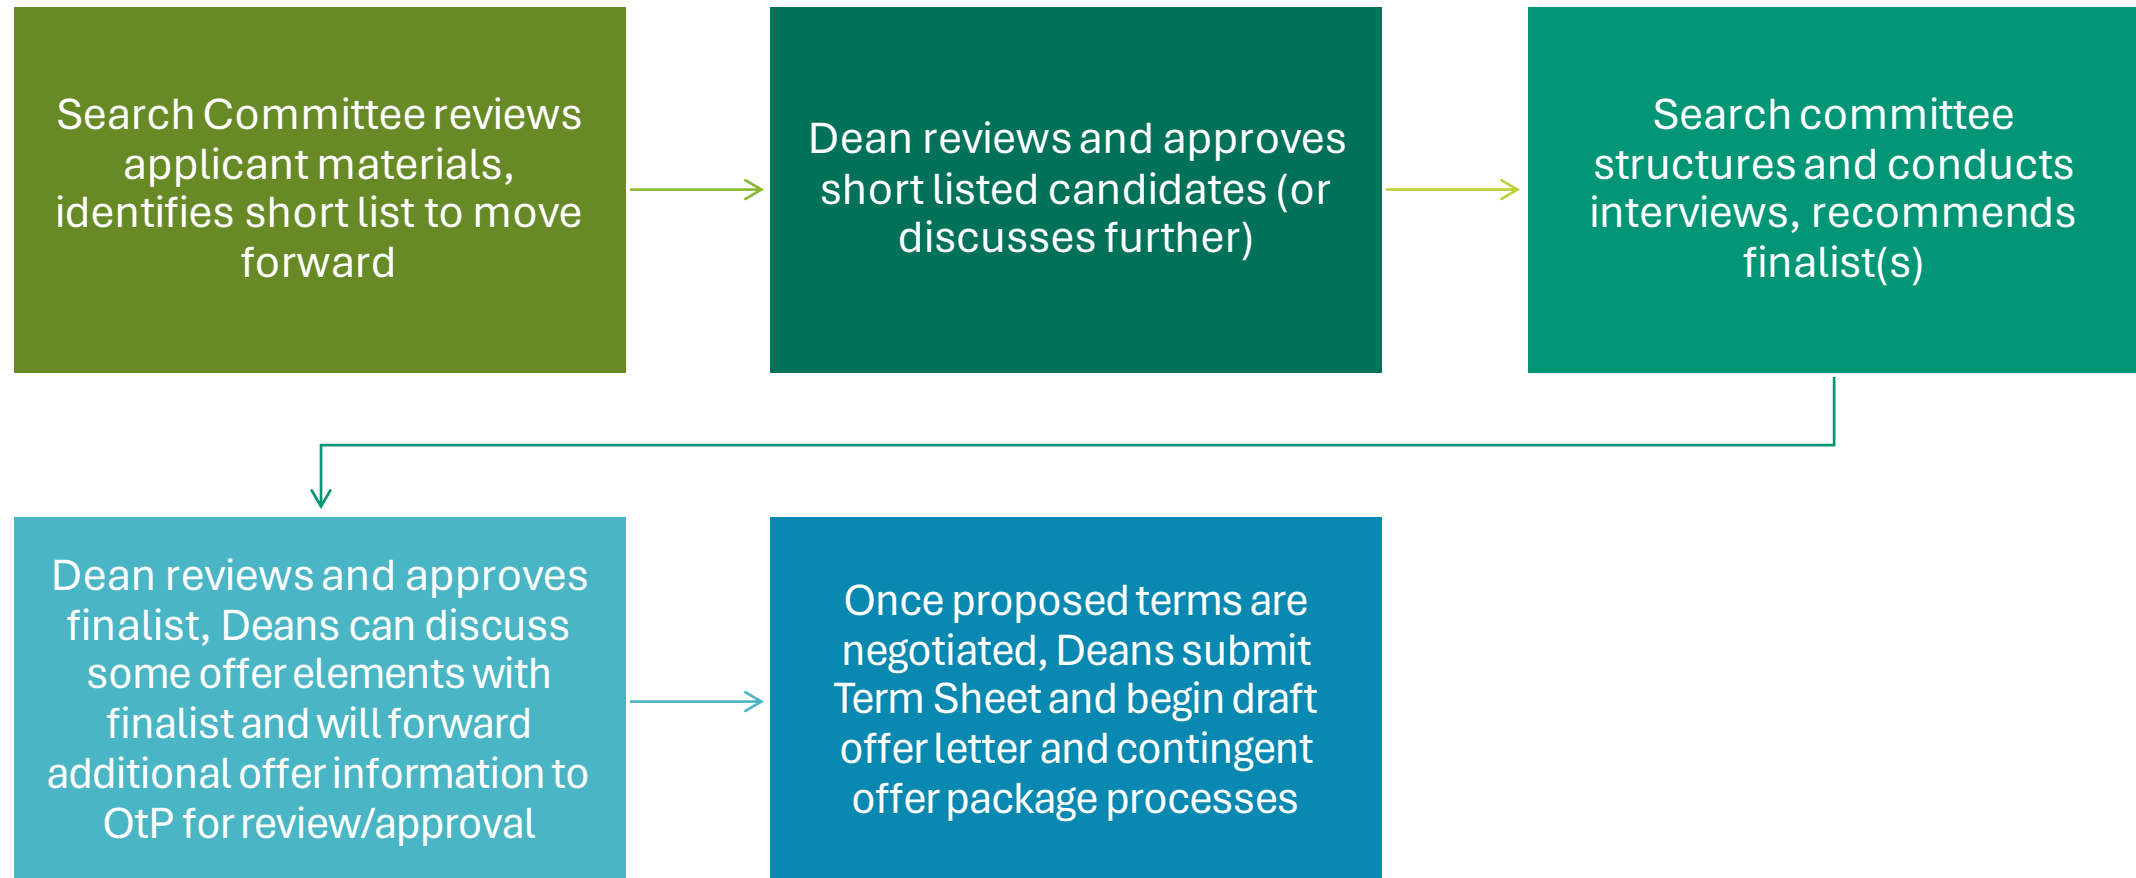 Search Committee reviews
applicant materials,
identifies short list to move
forward
Dean reviews and approves
short listed candidates (or
discusses further)
Search committee
structures and conducts
interviews, recommends
finalist(s)
Dean reviews and approves
finalist, Deans can discuss
some offer elements with
finalist and will forward
additional offer information to
OtP for review/approval
Once proposed terms are
negotiated, Deans submit
Term Sheet and begin draft
offer letter and contingent
offer package processes